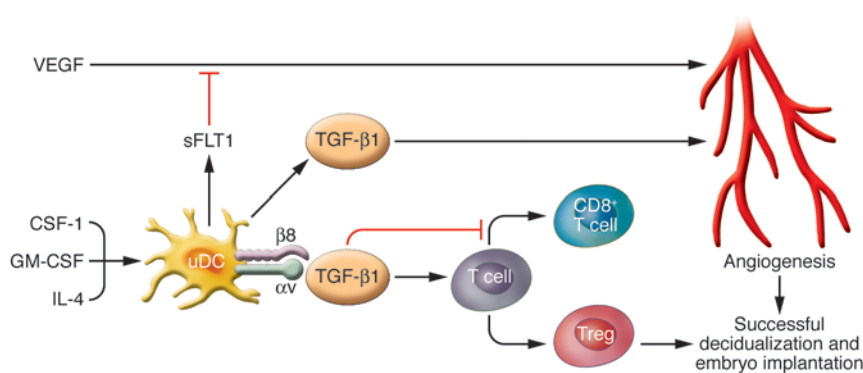 VEGF
sFLT1
TGF-β1
CSF-1
GM-CSF
IL-4
uDC
β8
αv
TGF-β1
T cell
CD8⁺
T cell
Treg
Angiogenesis
Successful
decidualization and
embryo implantation